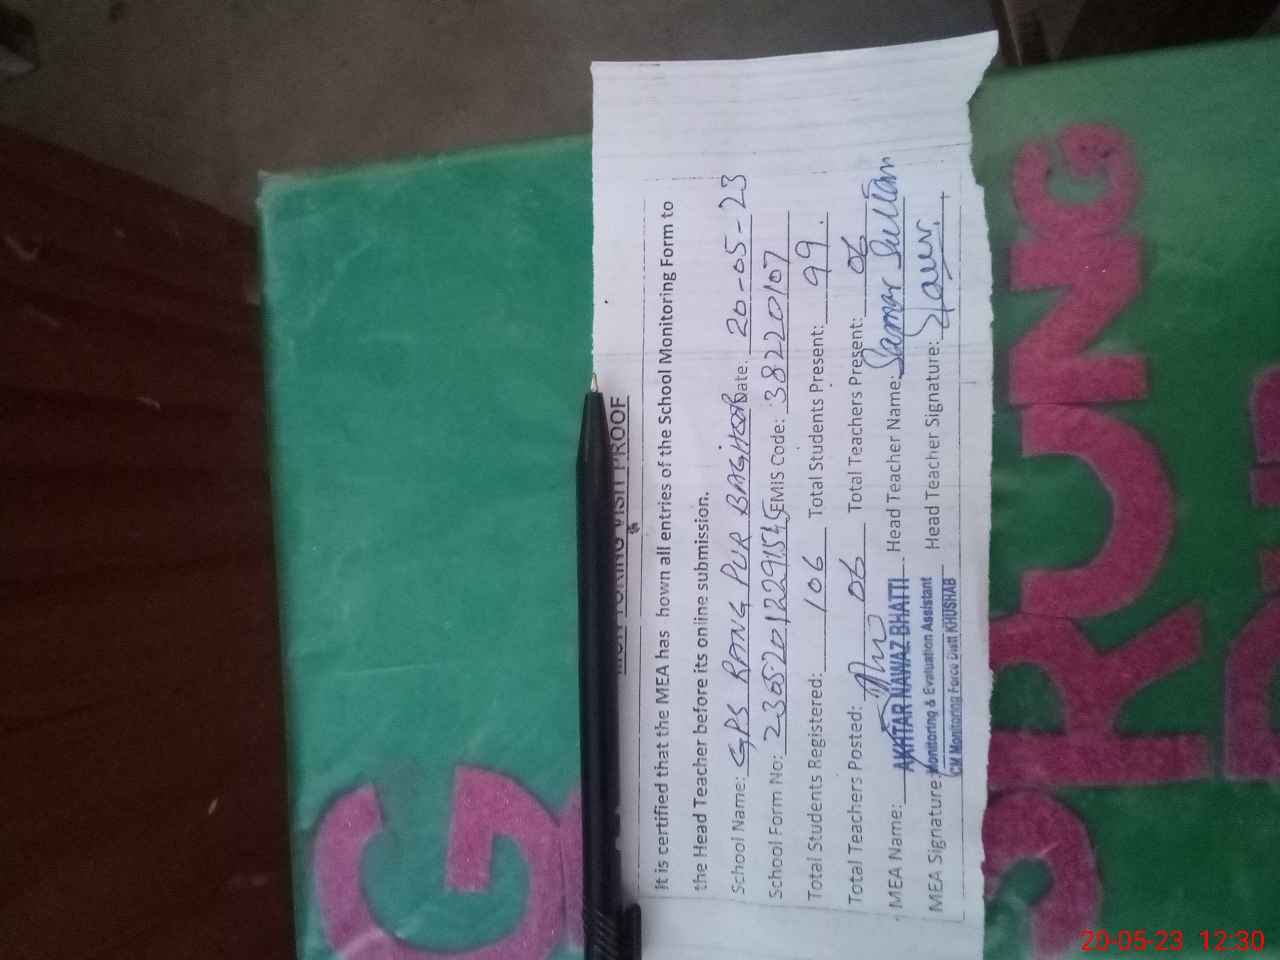 MONITORING VISIT PROOF
It is certified that the MEA has hown all entries of the School Monitoring Form to
the Head Teacher before its online submission.
School Name: GPS RANG PUR BAGHOOR Date: 20-05-23
School Form No: EMIS Code: 38220107
Total Students Registered: 106 Total Students Present: 99
Total Teachers Posted: 06 Total Teachers Present: 06
MEA Name: AKHTAR NAWAZ BHATTI Head Teacher Name: Samar Sultan
Monitoring & Evaluation Assistant
MEA Signature Head Teacher Signature:
CM Monitoring Force Distt KHUSHAB
G
RUNG
20-05-23 12:30